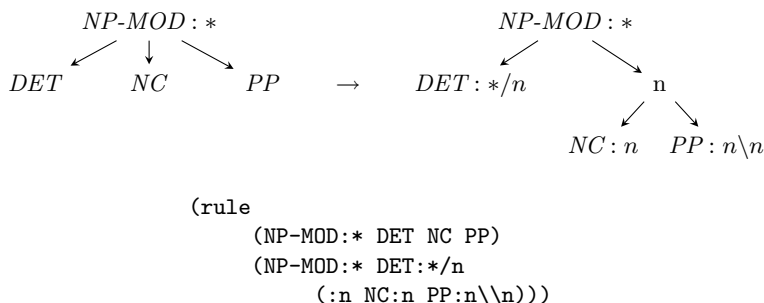 NP-MOD : * NP-MOD : *
DET NC PP → DET : */n n
NC : n PP : n\n
(rule
(NP-MOD:* DET NC PP)
(NP-MOD:* DET:*/n
(:n NC:n PP:n\\n)))